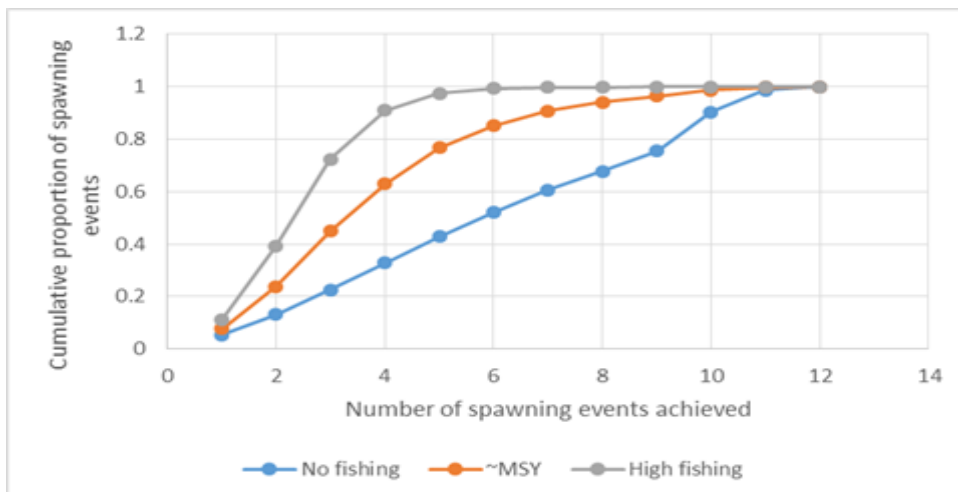 Cumulative proportion of spawning
events
1.2
1
0.8
0.6
0.4
0.2
0
0 2 4 6 8 10 12 14
Number of spawning events achieved
No fishing ~MSY High fishing